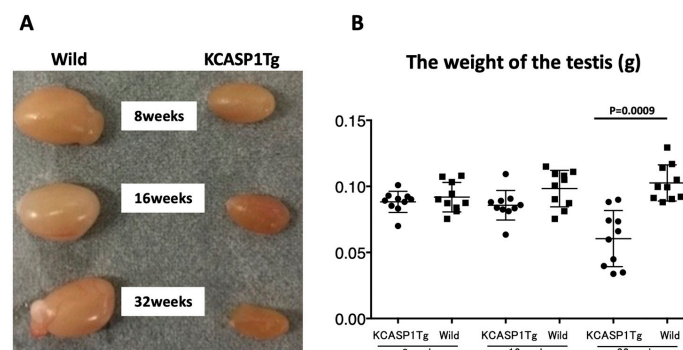 A
Wild KCASP1Tg
8weeks
16weeks
32weeks
B
The weight of the testis (g)
P=0.0009
0.15
0.10
0.05
0.00
KCASP1Tg Wild KCASP1Tg Wild KCASP1Tg Wild